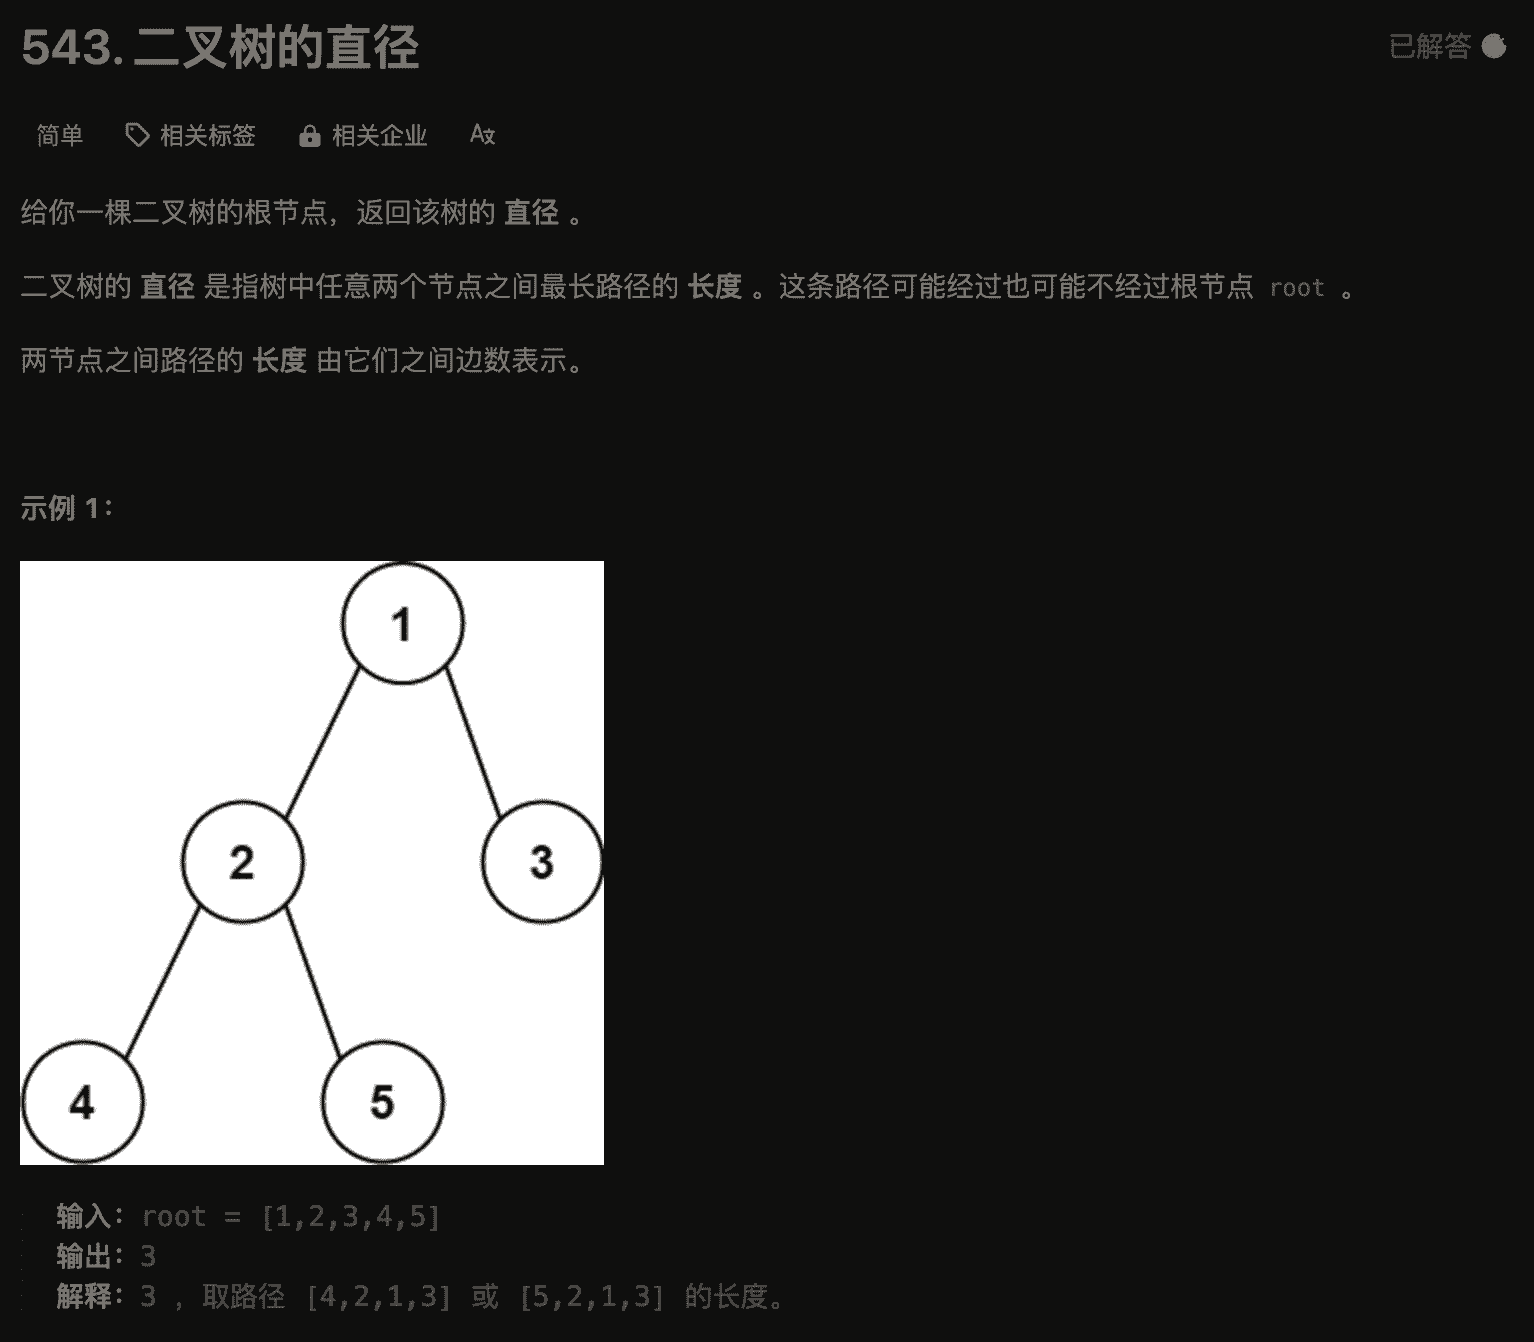 543. 二叉树的直径
已解答
简单 相关标签 相关企业 A文
给你一棵二叉树的根节点，返回该树的 直径 。
二叉树的 直径 是指树中任意两个节点之间最长路径的 长度 。这条路径可能经过也可能不经过根节点 root 。
两节点之间路径的 长度 由它们之间边数表示。
示例 1：
1
2 3
4 5
输入：root = [1,2,3,4,5]
输出：3
解释：3 ，取路径 [4,2,1,3] 或 [5,2,1,3] 的长度。